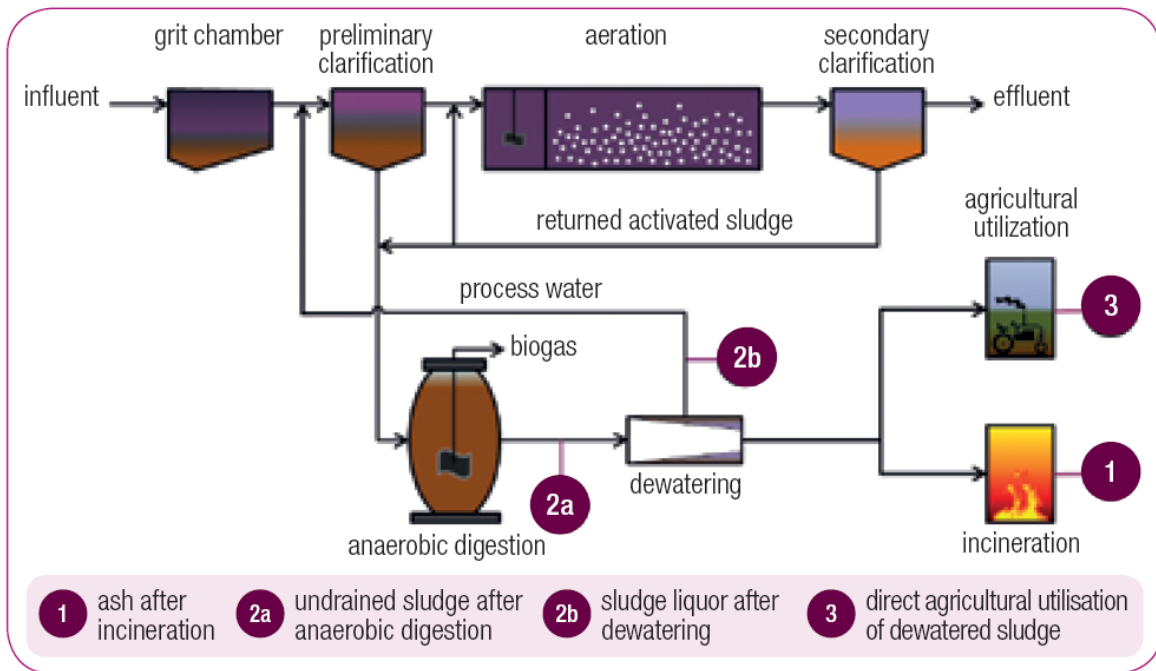 grit chamber
preliminary
clarification
aeration
secondary
clarification
influent
effluent
returned activated sludge
agricultural
utilization
process water
3
biogas
2b
2a
dewatering
1
anaerobic digestion
incineration
1 ash after
incineration
2a undrained sludge after
anaerobic digestion
2b sludge liquor after
dewatering
3 direct agricultural utilisation
of dewatered sludge